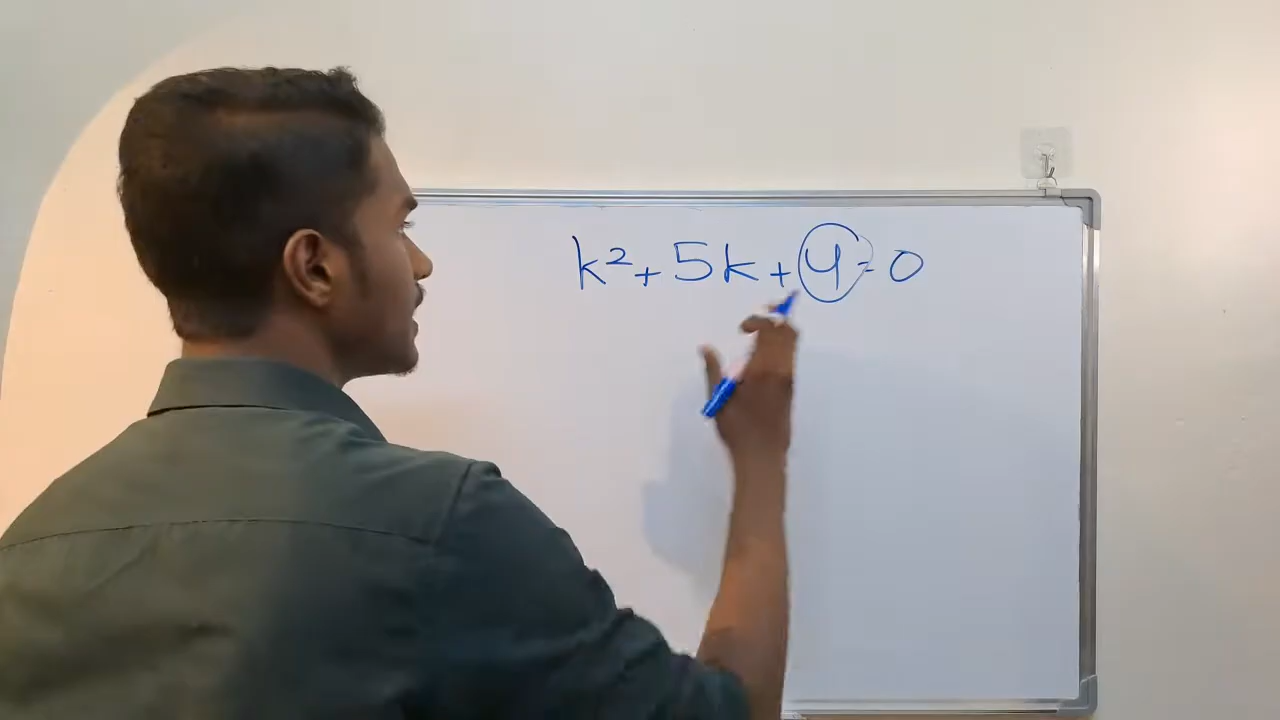 k² + 5k + 4 = 0